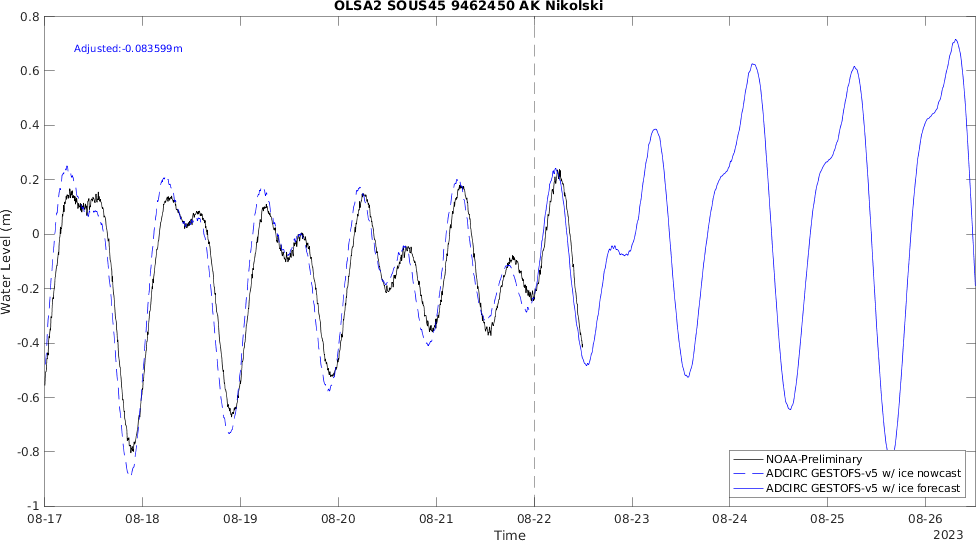 OLSA2 SOUS45 9462450 AK Nikolski
Adjusted:-0.083599m
Water Level (m)
0.8
0.6
0.4
0.2
0
-0.2
-0.4
-0.6
-0.8
-1
NOAA-Preliminary
ADCIRC GESTOFS-v5 w/ ice nowcast
ADCIRC GESTOFS-v5 w/ ice forecast
08-17 08-18 08-19 08-20 08-21 08-22 08-23 08-24 08-25 08-26
Time
2023